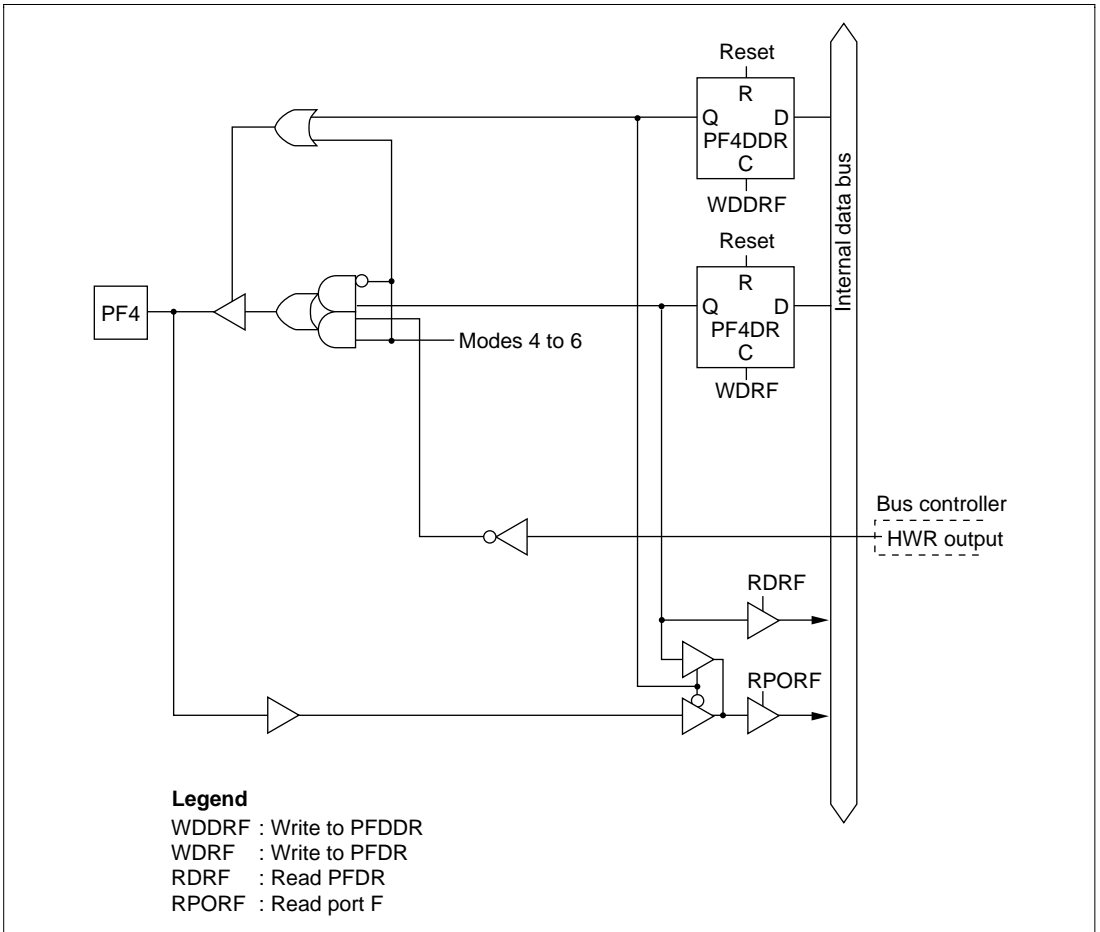 Reset
R
Q D
PF4DDR
C
WDDRF
Reset
R
Q D
PF4DR
C
WDRF
Internal data bus
PF4
Modes 4 to 6
Bus controller
HWR output
RDRF
RPORF
Legend
WDDRF : Write to PFDDR
WDRF : Write to PFDR
RDRF : Read PFDR
RPORF : Read port F